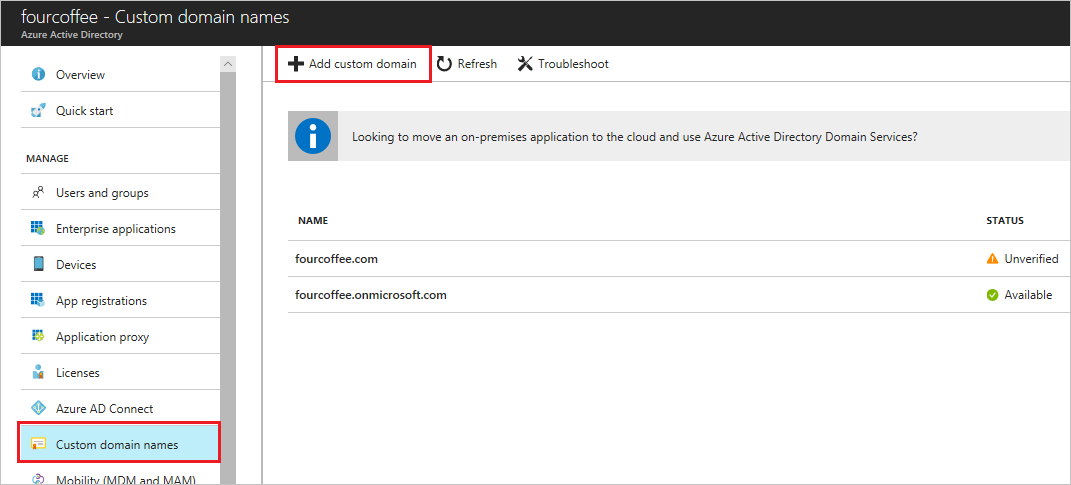 fourcoffee - Custom domain names
Azure Active Directory
Overview
Quick start
MANAGE
Users and groups
Enterprise applications
Devices
App registrations
Application proxy
Licenses
Azure AD Connect
Custom domain names
Mobility (MDM and MAM)
Add custom domain Refresh Troubleshoot
Looking to move an on-premises application to the cloud and use Azure Active Directory Domain Services?
NAME STATUS
fourcoffee.com Unverified
fourcoffee.onmicrosoft.com Available